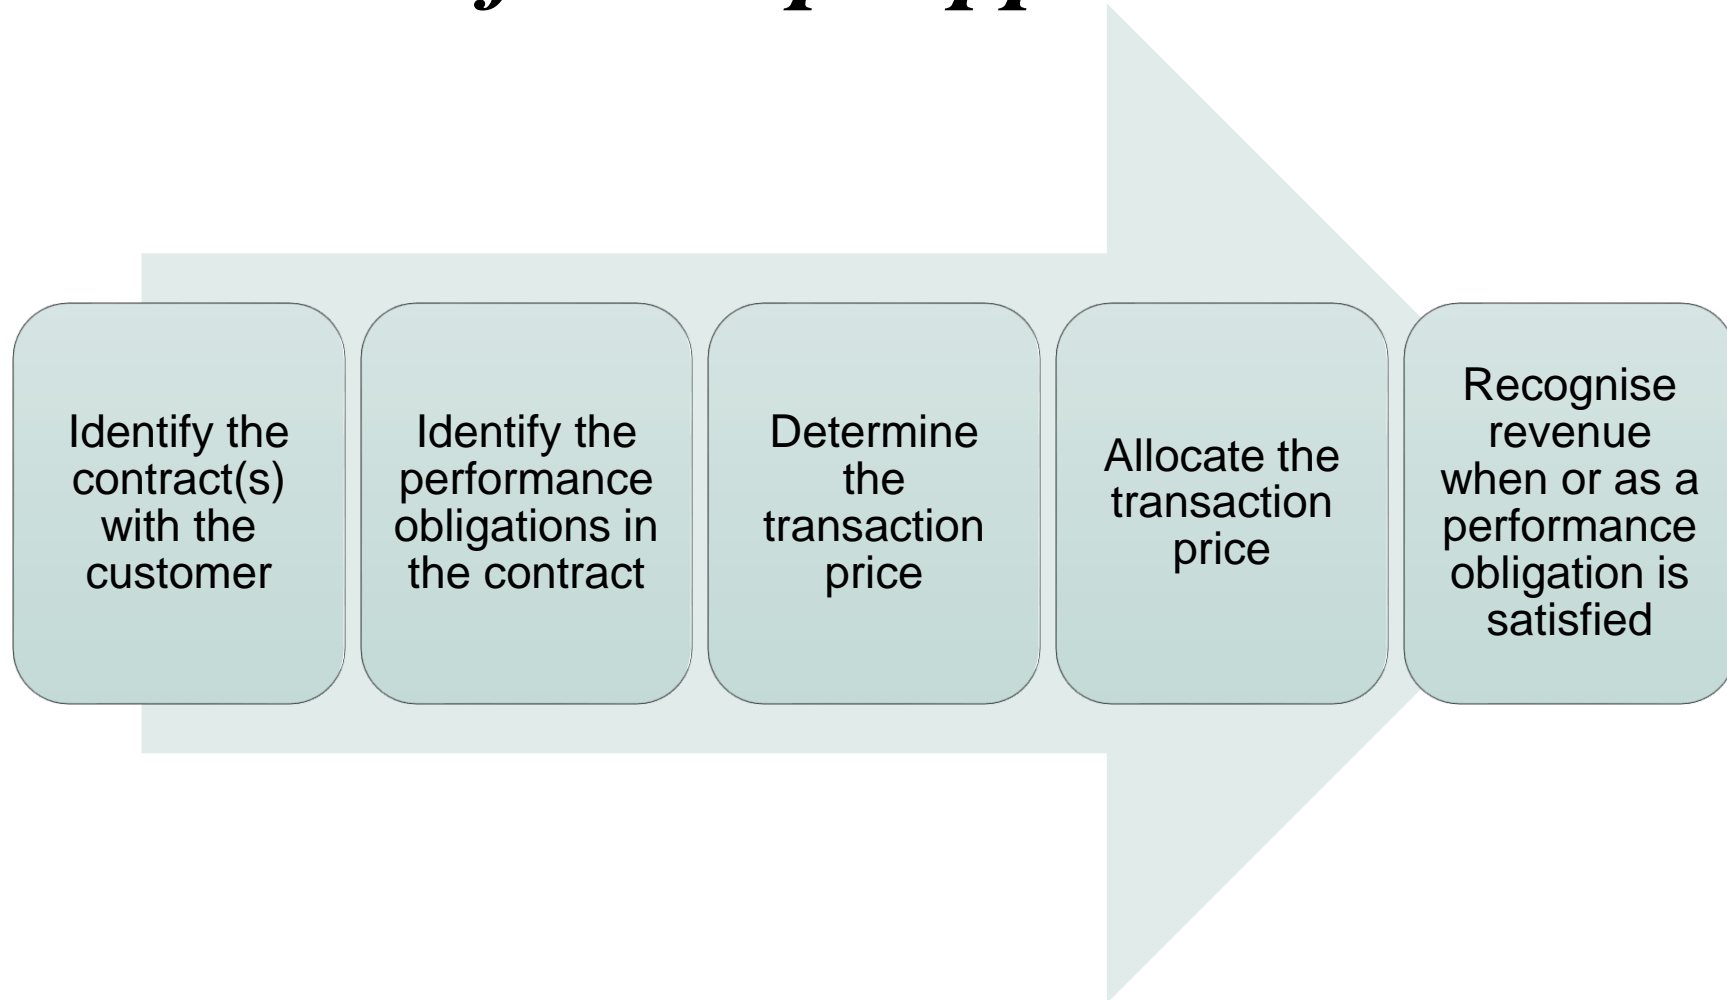 Identify the
contract(s)
with the
customer
Identify the
performance
obligations in
the contract
Determine
the
transaction
price
Allocate the
transaction
price
Recognise
revenue
when or as a
performance
obligation is
satisfied